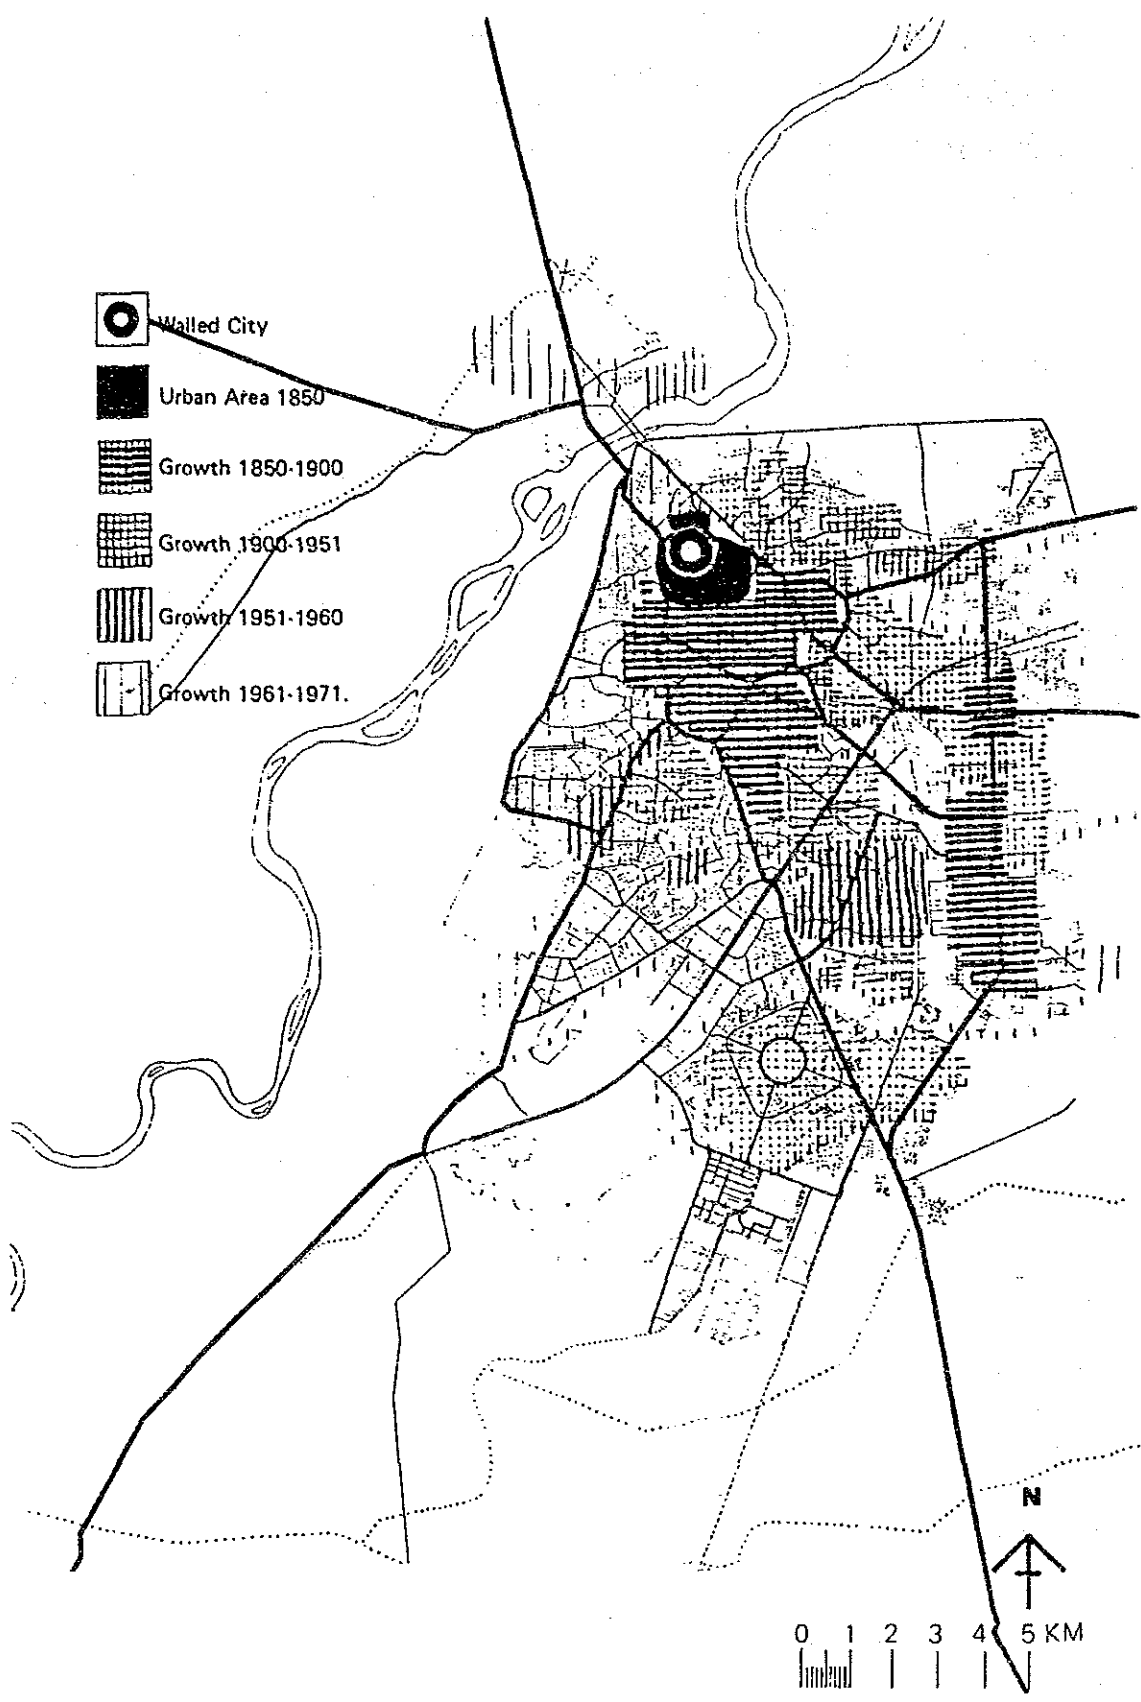 Walled City
Urban Area 1850
Growth 1850-1900
Growth 1900-1951
Growth 1951-1960
Growth 1961-1971.
N
0 1 2 3 4 5 KM